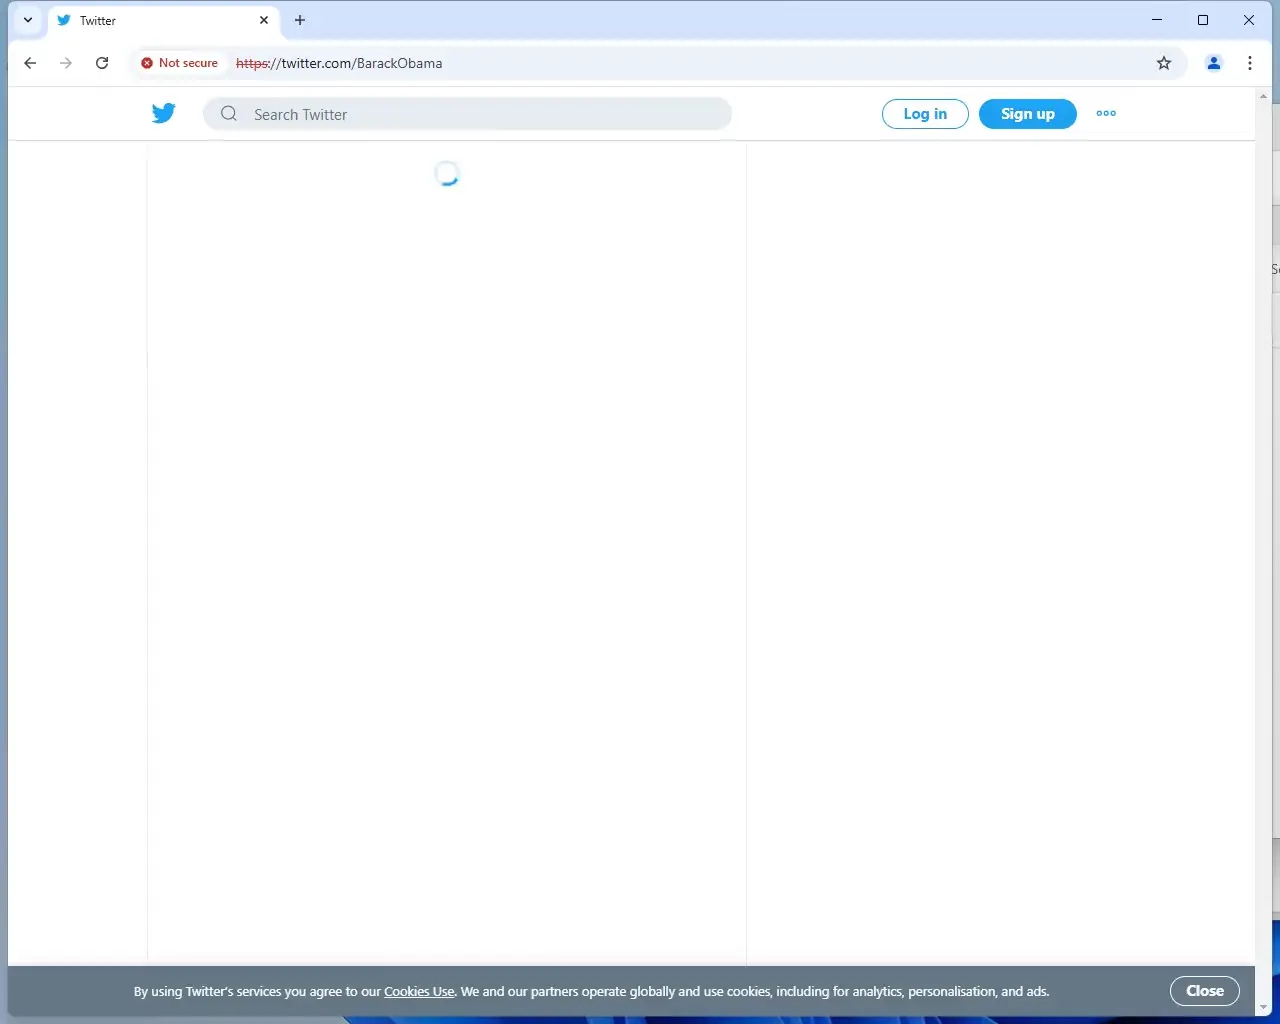 Twitter
Not secure https://twitter.com/BarackObama
Search Twitter
Log in
Sign up
By using Twitter's services you agree to our Cookies Use. We and our partners operate globally and use cookies, including for analytics, personalisation, and ads.
Close